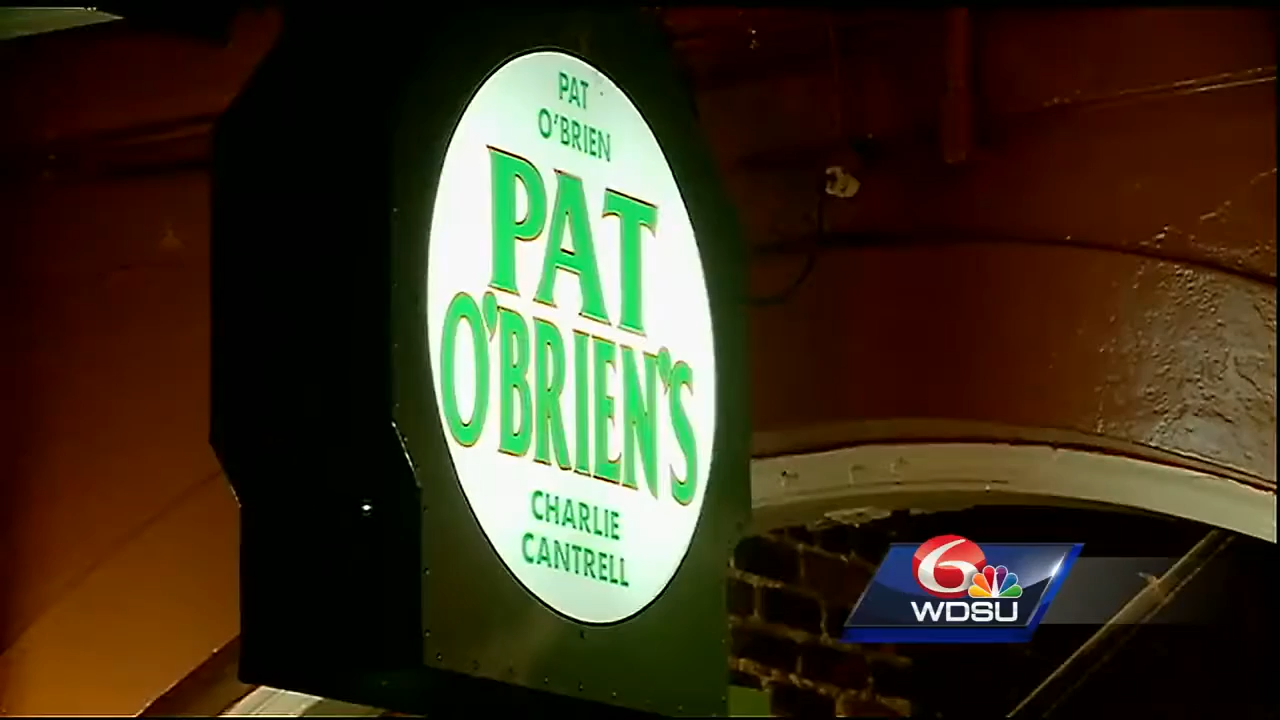 PAT
O'BRIEN
PAT
O'BRIEN'S
CHARLIE
CANTRELL
6
WDSU